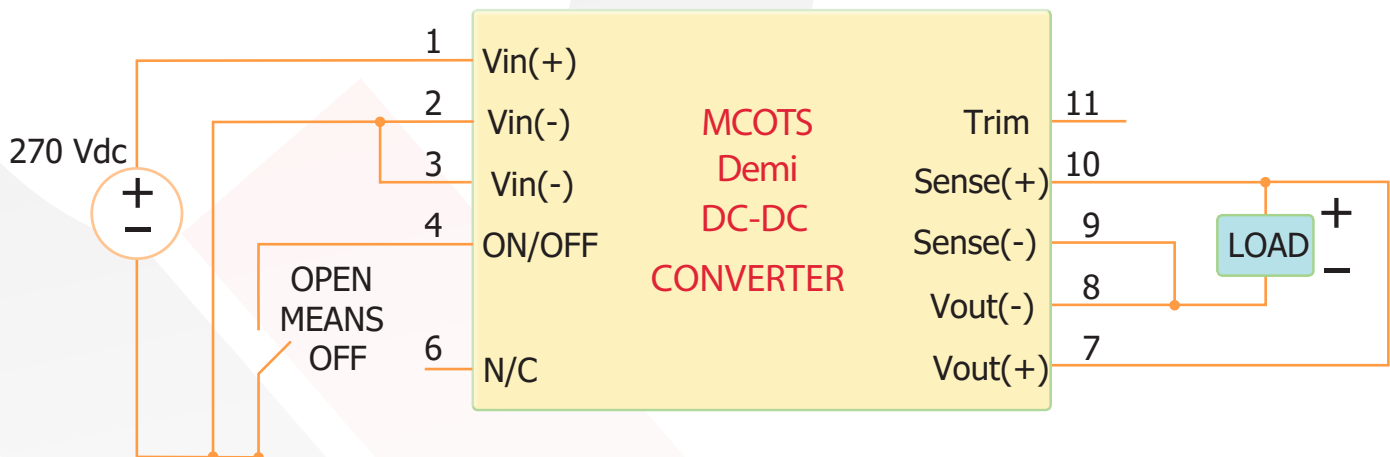 1
Vin(+)
2
Vin(-)
270 Vdc
+
−
3
Vin(-)
4
ON/OFF
OPEN
MEANS
OFF
6
N/C
MCOTS
Demi
DC-DC
CONVERTER
11
Trim
10
Sense(+)
9
Sense(-)
8
Vout(-)
7
Vout(+)
LOAD
+
−